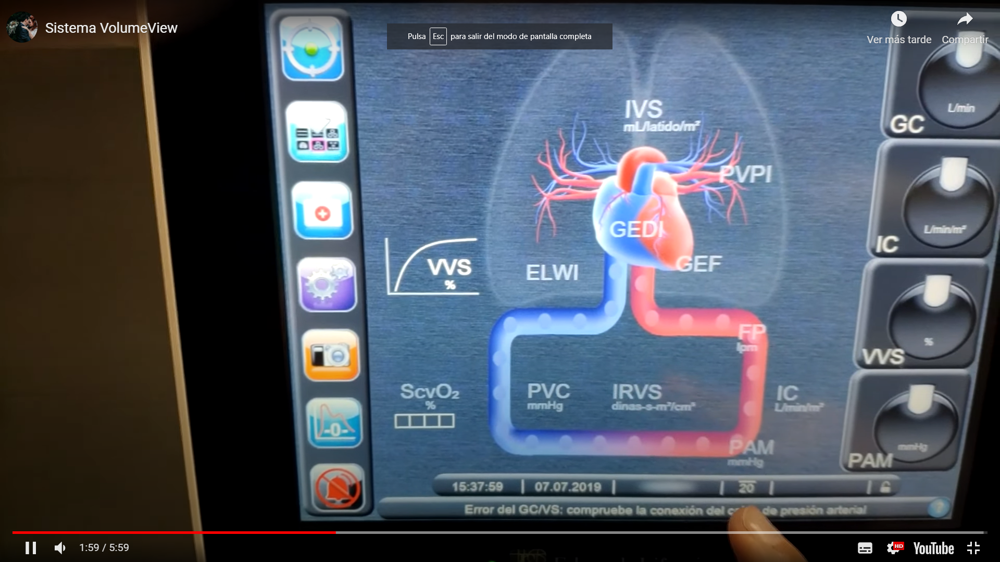 Sistema VolumeView
Pulsa Esc para salir del modo de pantalla completa
Ver más tarde
Compartir
IVS
mL/latido/m²
PVPI
GEDI
GEF
ELWI
VVS
%
FP
lpm
ScvO₂
%
PVC
mmHg
IRVS
dinas-s-m²/cm⁵
IC
L/min/m²
PAM
mmHg
L/min
GC
L/min/m²
IC
%
VVS
mmHg
PAM
-0-
15:37:59
07.07.2019
20
Error del GC/VS: compruebe la conexión del de presión arterial
?
1:59 / 5:59
HD
YouTube